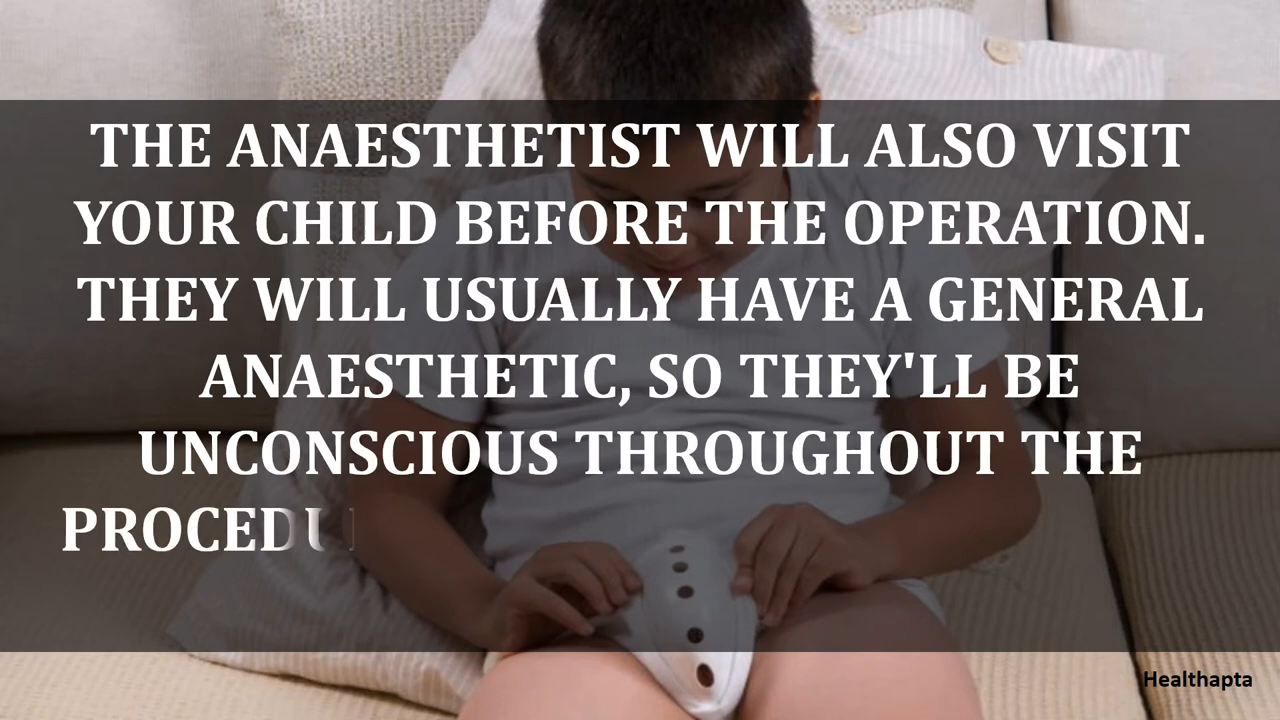 THE ANAESTHETIST WILL ALSO VISIT
YOUR CHILD BEFORE THE OPERATION.
THEY WILL USUALLY HAVE A GENERAL
ANAESTHETIC, SO THEY'LL BE
UNCONSCIOUS THROUGHOUT THE
Healthapta